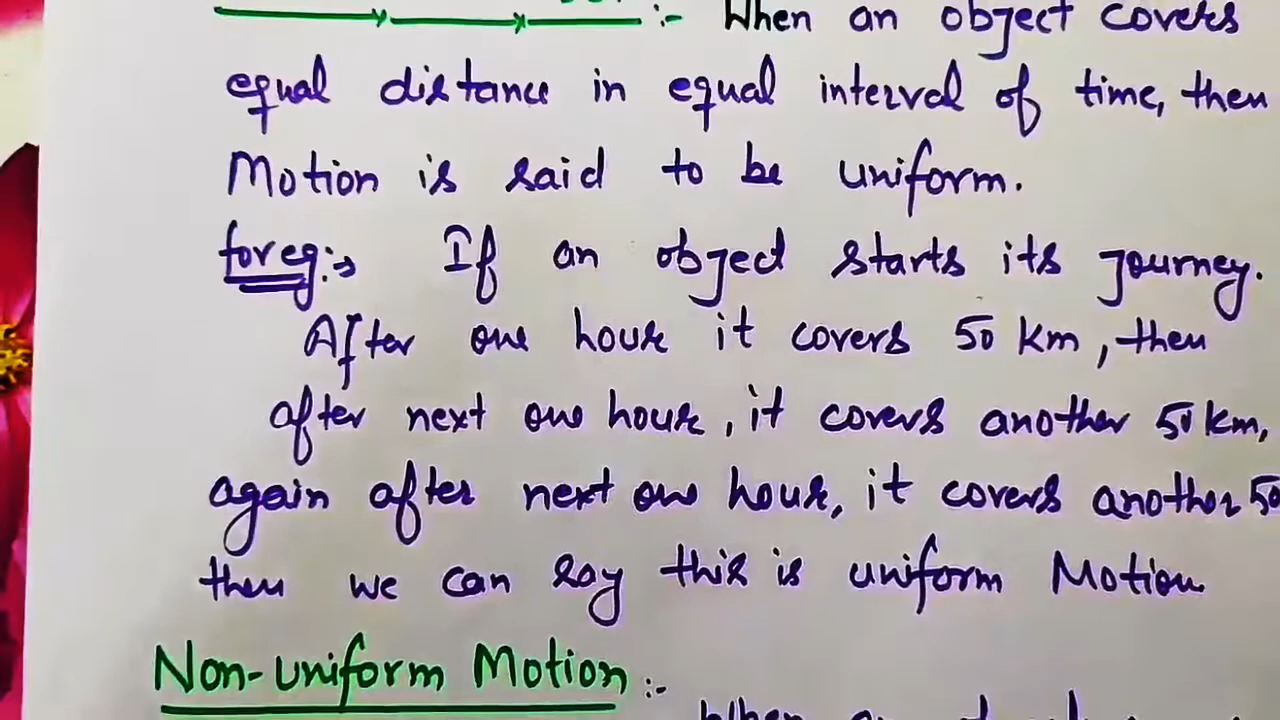 :- When an object covers
equal distance in equal interval of time, then
Motion is said to be uniform.
for eg:→ If an object starts its journey.
After one hour it covers 50 km, then
after next one hour, it covers another 50 km,
again after next one hour, it covers another 50
then we can say this is uniform Motion
Non-uniform Motion :-
When an